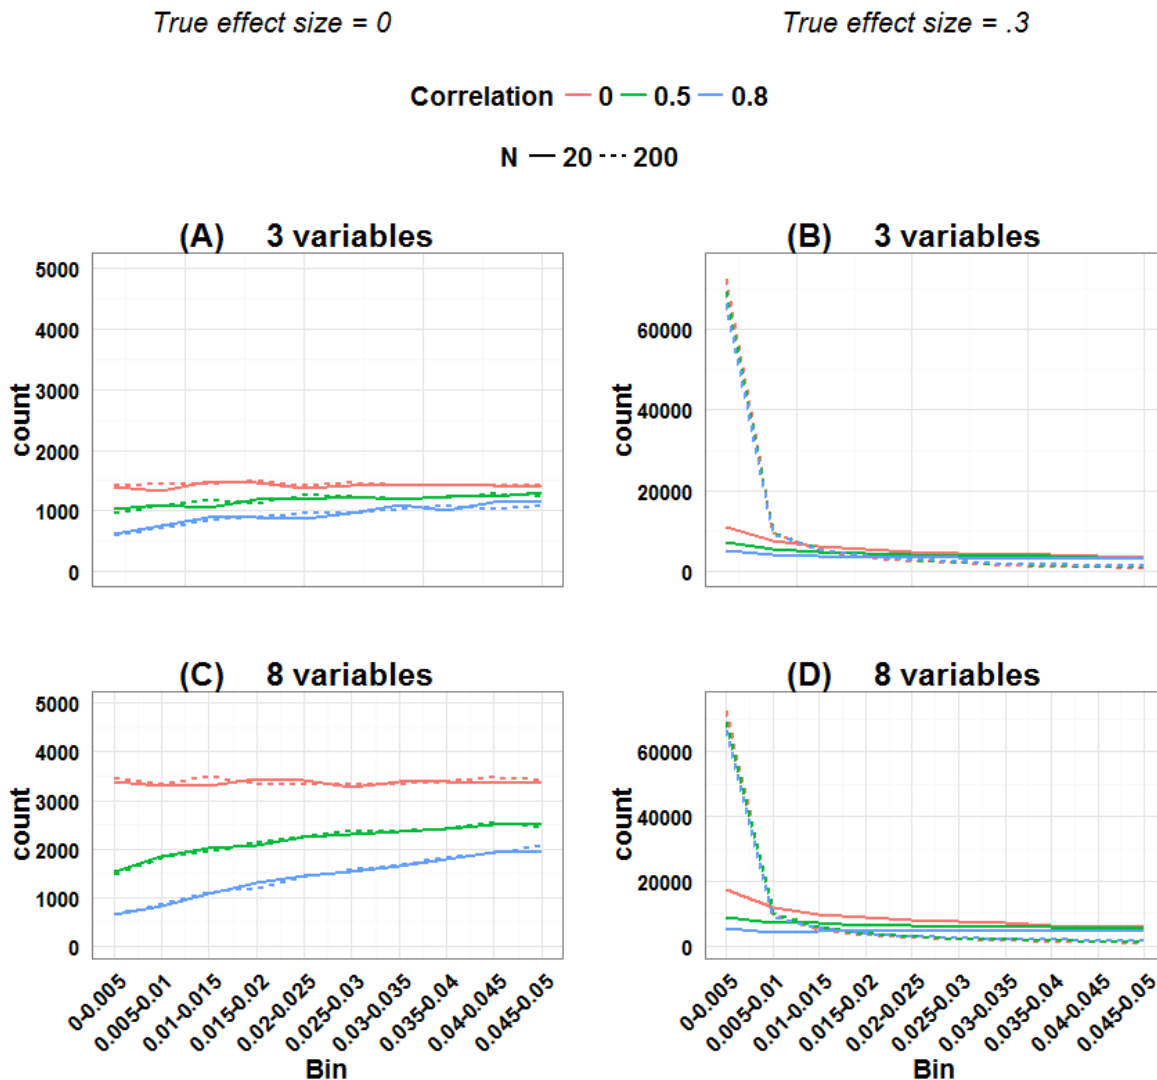 True effect size = 0
True effect size = .3
Correlation 0 0.5 0.8
N 20 200
(A) 3 variables
5000
4000
3000
2000
1000
0
count
(B) 3 variables
60000
40000
20000
0
count
(C) 8 variables
5000
4000
3000
2000
1000
0
count
0-0.005
0.005-0.01
0.01-0.015
0.015-0.02
0.02-0.025
0.025-0.03
0.03-0.035
0.035-0.04
0.04-0.045
0.045-0.05
Bin
(D) 8 variables
60000
40000
20000
0
count
0-0.005
0.005-0.01
0.01-0.015
0.015-0.02
0.02-0.025
0.025-0.03
0.03-0.035
0.035-0.04
0.04-0.045
0.045-0.05
Bin